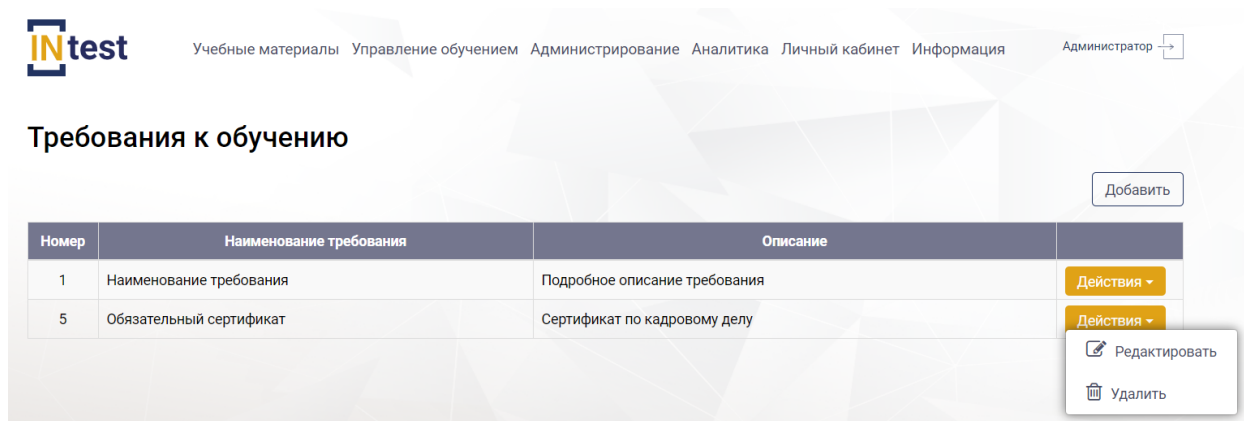 INtest
Учебные материалы Управление обучением Администрирование Аналитика Личный кабинет Информация Администратор
Требования к обучению
Добавить
Номер Наименование требования Описание
1 Наименование требования Подробное описание требования Действия
5 Обязательный сертификат Сертификат по кадровому делу Действия
Редактировать
Удалить